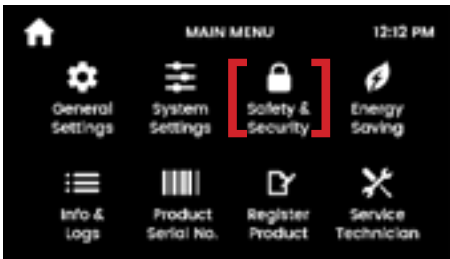 MAIN MENU 12:12 PM
General System Safety & Energy
Settings Settings Security Saving
Info & Product Register Service
Logs Serial No. Product Technician